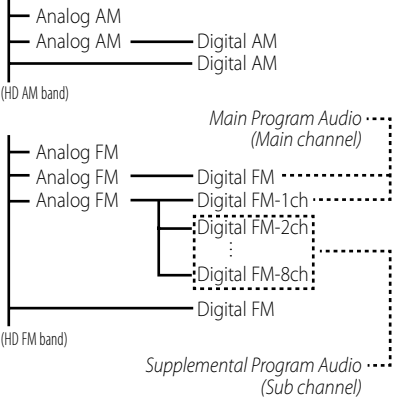 Analog AM
Analog AM Digital AM
Digital AM
(HD AM band)
Main Program Audio
(Main channel)
Analog FM
Analog FM Digital FM
Analog FM Digital FM-1ch
Digital FM-2ch
⋮
Digital FM-8ch
Digital FM
(HD FM band)
Supplemental Program Audio
(Sub channel)